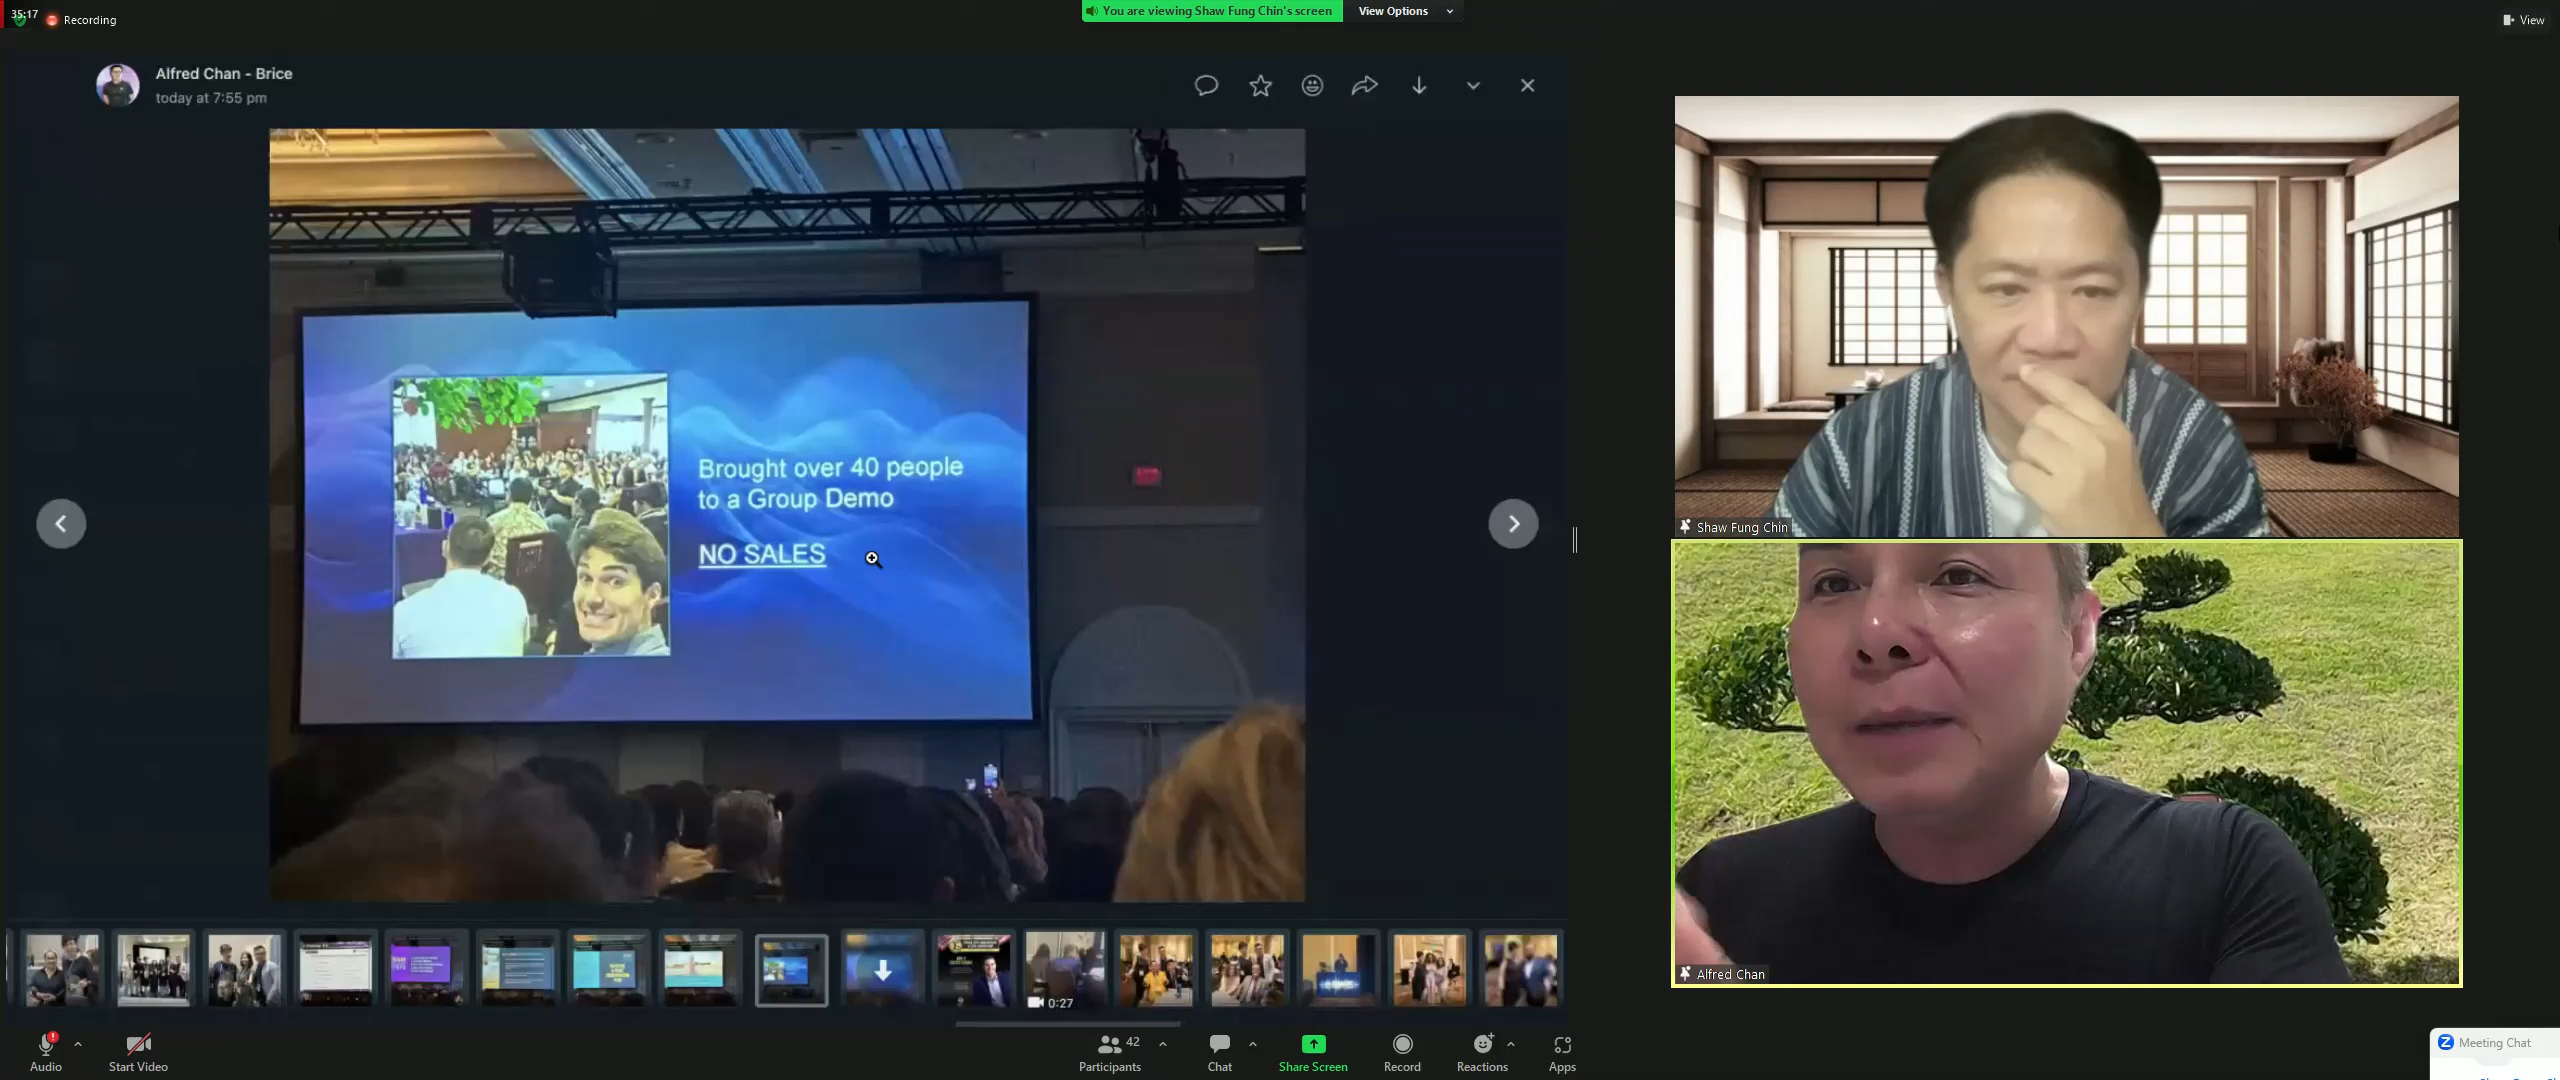 35:17
Recording
You are viewing Shaw Fung Chin's screen
View Options
View
Alfred Chan - Brice
today at 7:55 pm
Brought over 40 people
to a Group Demo
NO SALES
Shaw Fung Chin
Alfred Chan
0:27
Audio
Start Video
Participants
42
Chat
Share Screen
Record
Reactions
Apps
Meeting Chat